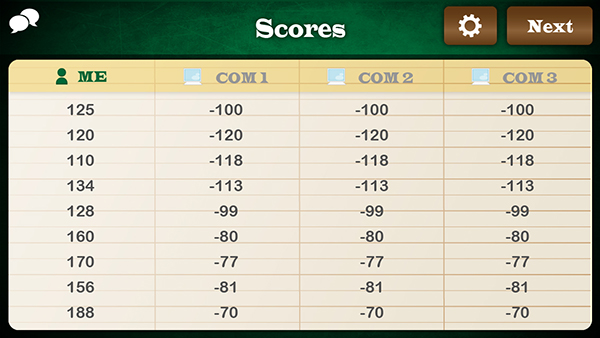 Scores
Next
ME COM 1 COM 2 COM 3
125 -100 -100 -100
120 -120 -120 -120
110 -118 -118 -118
134 -113 -113 -113
128 -99 -99 -99
160 -80 -80 -80
170 -77 -77 -77
156 -81 -81 -81
188 -70 -70 -70